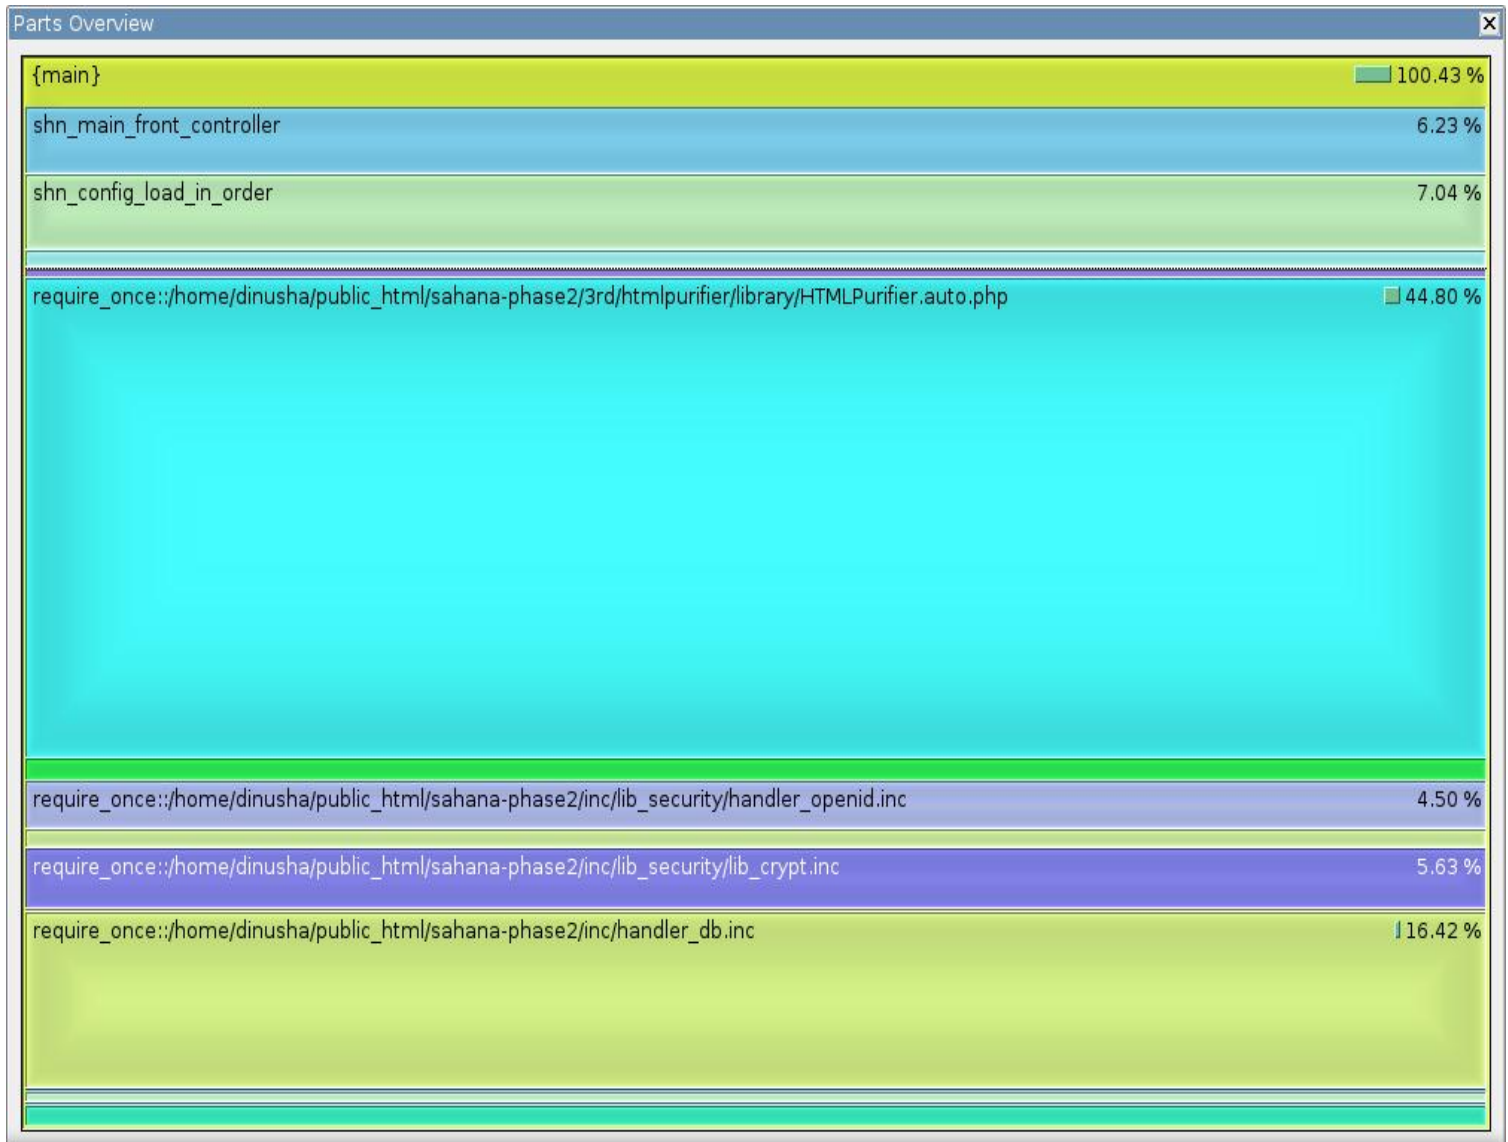 Parts Overview
{main} 100.43 %
shn_main_front_controller 6.23 %
shn_config_load_in_order 7.04 %
require_once::/home/dinusha/public_html/sahana-phase2/3rd/htmlpurifier/library/HTMLPurifier.auto.php 44.80 %
require_once::/home/dinusha/public_html/sahana-phase2/inc/lib_security/handler_openid.inc 4.50 %
require_once::/home/dinusha/public_html/sahana-phase2/inc/lib_security/lib_crypt.inc 5.63 %
require_once::/home/dinusha/public_html/sahana-phase2/inc/handler_db.inc 16.42 %